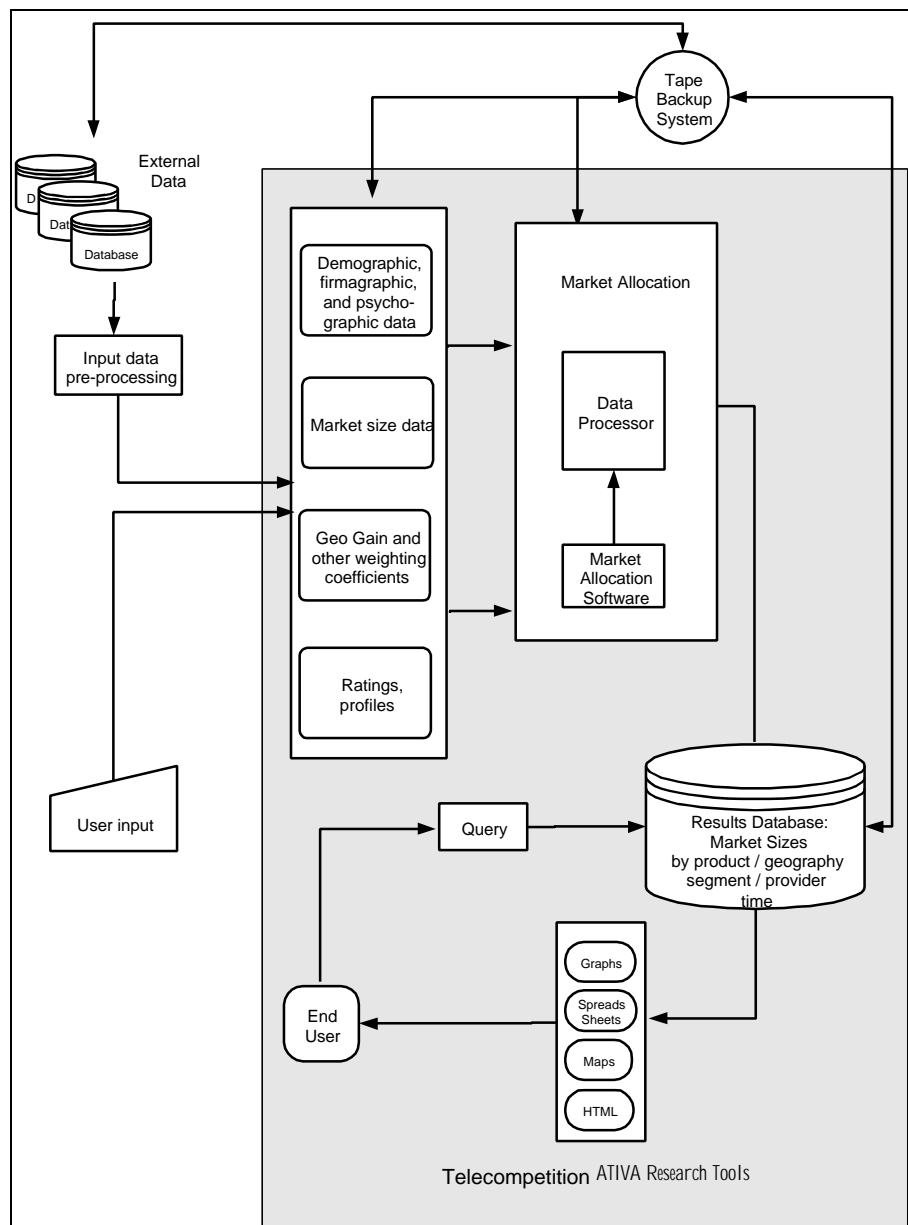 Tape
Backup
System
External
Data
D
Dat
Database
Input data
pre-processing
User input
Demographic,
firmagraphic,
and psycho-
graphic data
Market size data
Geo Gain and
other weighting
coefficients
Ratings,
profiles
Market Allocation
Data
Processor
Market
Allocation
Software
Query
Results Database:
Market Sizes
by product / geography
segment / provider
time
End
User
Graphs
Spreads
Sheets
Maps
HTML
Telecompetition ATIVA Research Tools